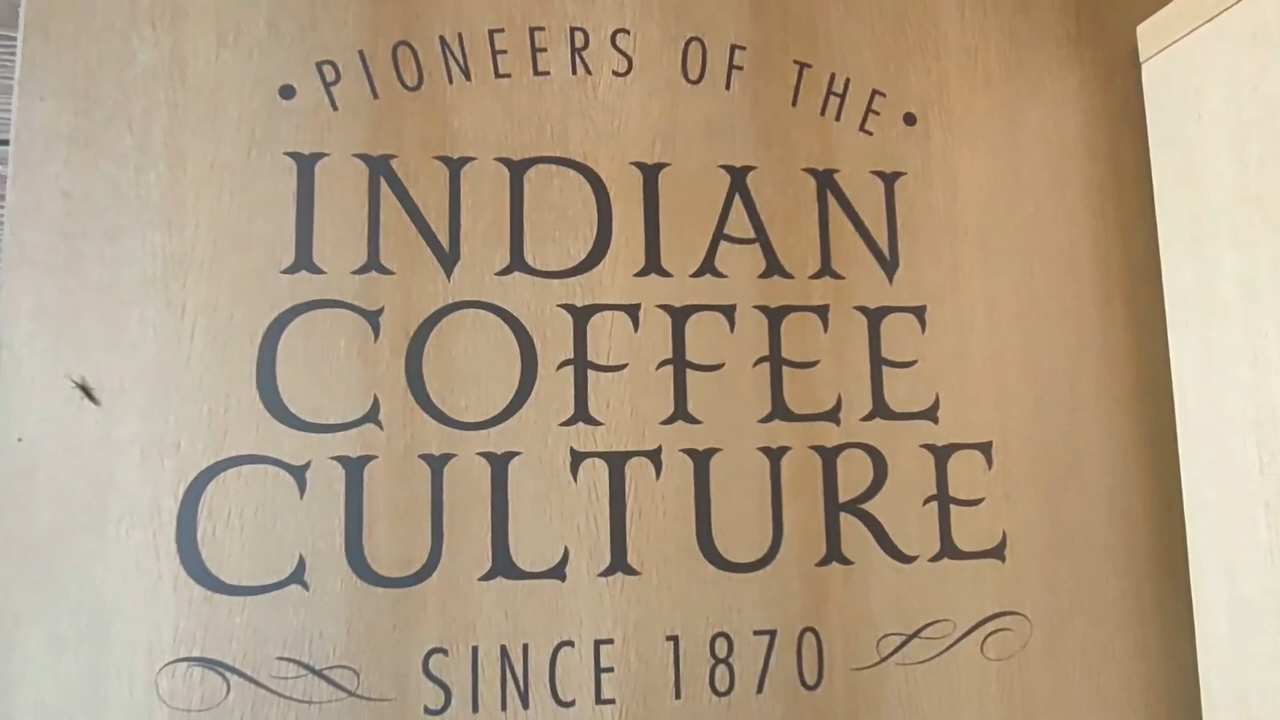 •PIONEERS OF THE•
INDIAN
COFFEE
CULTURE
SINCE 1870